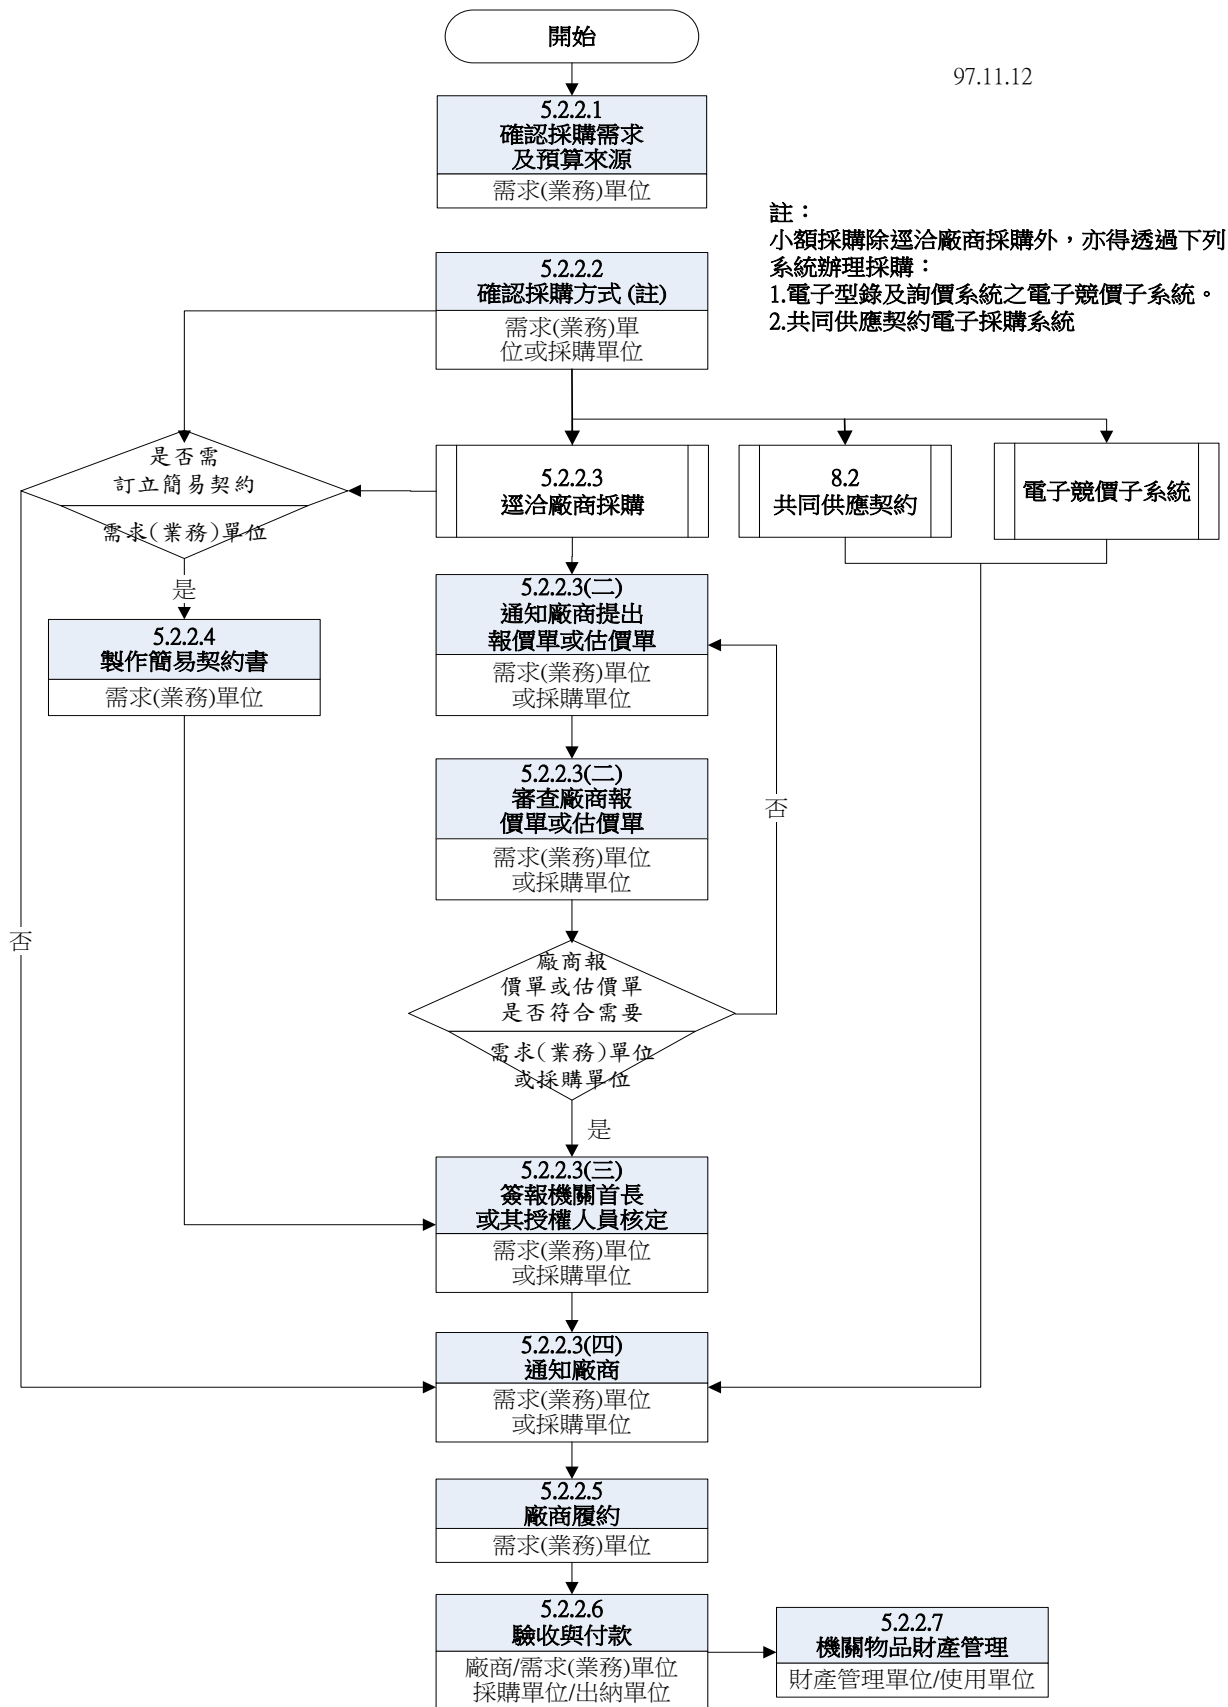 開始
97.11.12
5.2.2.1
確認採購需求
及預算來源
需求(業務)單位
註：
小額採購除逕洽廠商採購外，亦得透過下列
系統辦理採購：
1.電子型錄及詢價系統之電子競價子系統。
2.共同供應契約電子採購系統
5.2.2.2
確認採購方式 (註)
需求(業務)單
位或採購單位
是否需
訂立簡易契約
需求(業務)單位
5.2.2.3
逕洽廠商採購
8.2
共同供應契約
電子競價子系統
是
5.2.2.4
製作簡易契約書
需求(業務)單位
5.2.2.3(二)
通知廠商提出
報價單或估價單
需求(業務)單位
或採購單位
5.2.2.3(二)
審查廠商報
價單或估價單
需求(業務)單位
或採購單位
否
否
廠商報
價單或估價單
是否符合需要
需求(業務)單位
或採購單位
是
5.2.2.3(三)
簽報機關首長
或其授權人員核定
需求(業務)單位
或採購單位
5.2.2.3(四)
通知廠商
需求(業務)單位
或採購單位
5.2.2.5
廠商履約
需求(業務)單位
5.2.2.6
驗收與付款
廠商/需求(業務)單位
採購單位/出納單位
5.2.2.7
機關物品財產管理
財產管理單位/使用單位